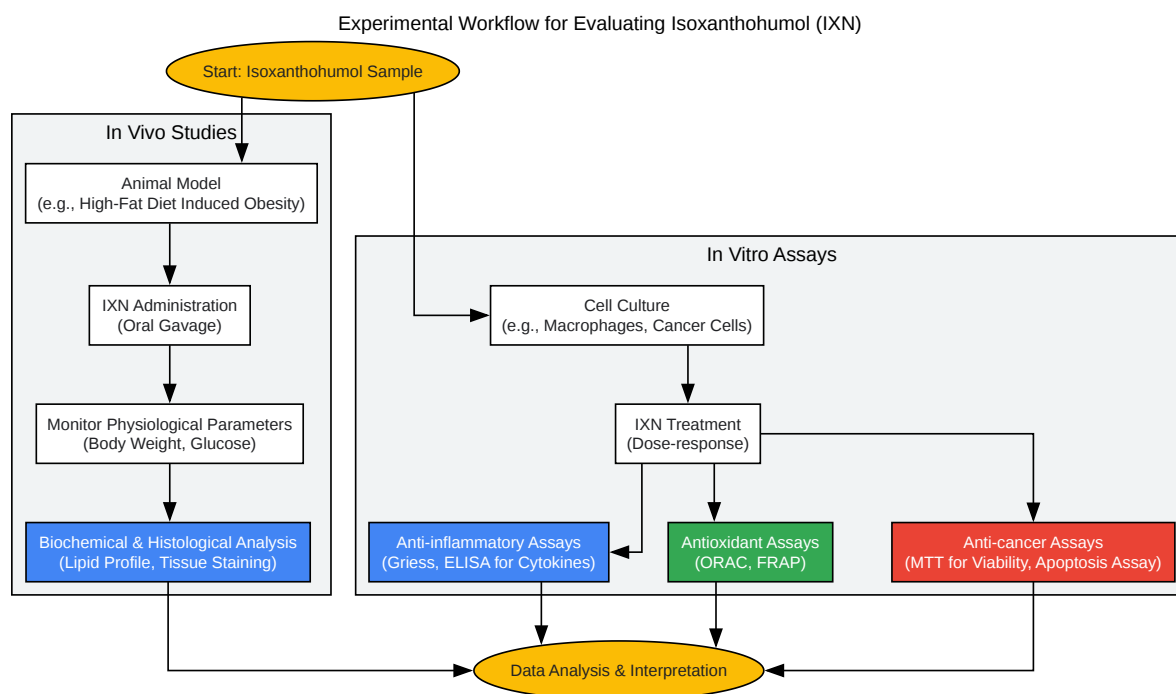 Experimental Workflow for Evaluating Isoxanthohumol (IXN)
Start: Isoxanthohumol Sample
In Vivo Studies
Animal Model
(e.g., High-Fat Diet Induced Obesity)
IXN Administration
(Oral Gavage)
Monitor Physiological Parameters
(Body Weight, Glucose)
Biochemical & Histological Analysis
(Lipid Profile, Tissue Staining)
In Vitro Assays
Cell Culture
(e.g., Macrophages, Cancer Cells)
IXN Treatment
(Dose-response)
Anti-inflammatory Assays
(Griess, ELISA for Cytokines)
Antioxidant Assays
(ORAC, FRAP)
Anti-cancer Assays
(MTT for Viability, Apoptosis Assay)
Data Analysis & Interpretation